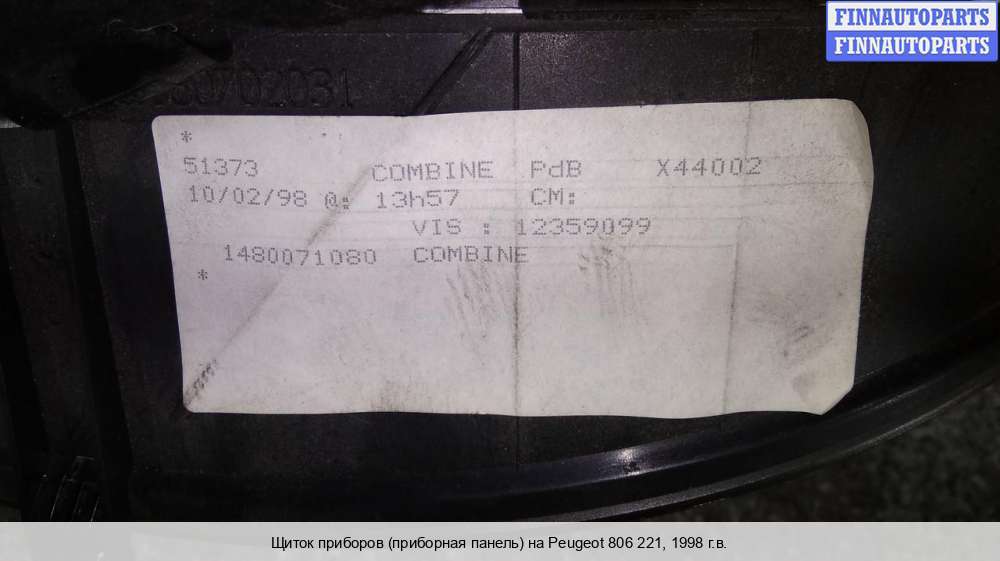 FINNAUTOPARTS
FINNAUTOPARTS
*
51373 COMBINE PdB X44002
10/02/98 @: 13h57 CM:
VIS : 12359099
1480071080 COMBINE
*
Щиток приборов (приборная панель) на Peugeot 806 221, 1998 г.в.